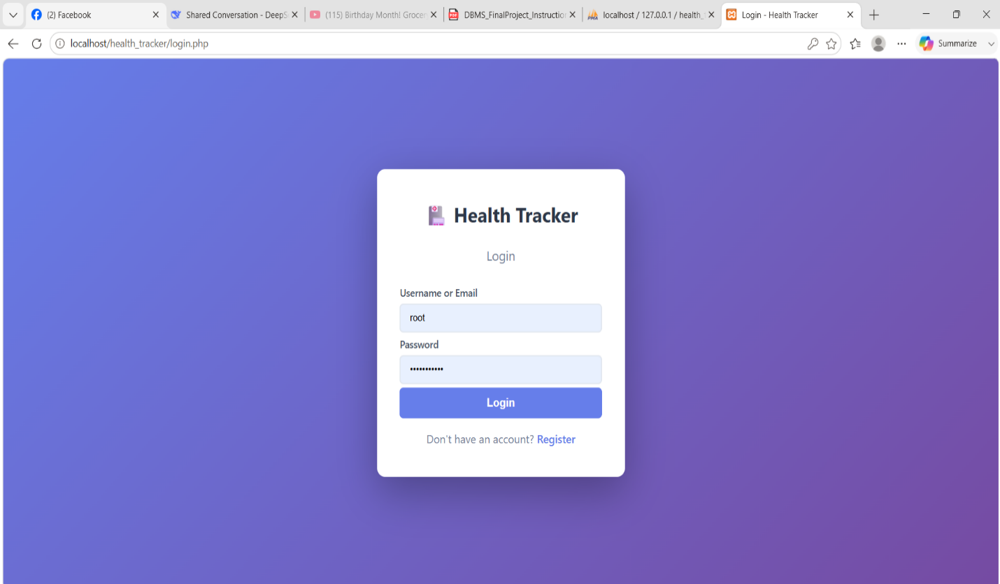 (2) Facebook
Shared Conversation - DeepS
(115) Birthday Month! Grocer
DBMS_FinalProject_Instruction
localhost / 127.0.0.1 / health_
Login - Health Tracker
localhost/health_tracker/login.php
Summarize
Health Tracker
Login
Username or Email
root
Password
•••••••••••
Login
Don't have an account? Register